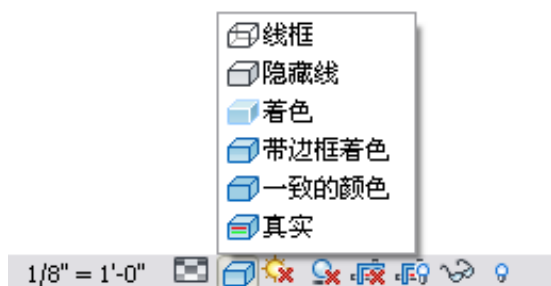 线框
隐藏线
着色
带边框着色
一致的颜色
真实
1/8" = 1'-0"